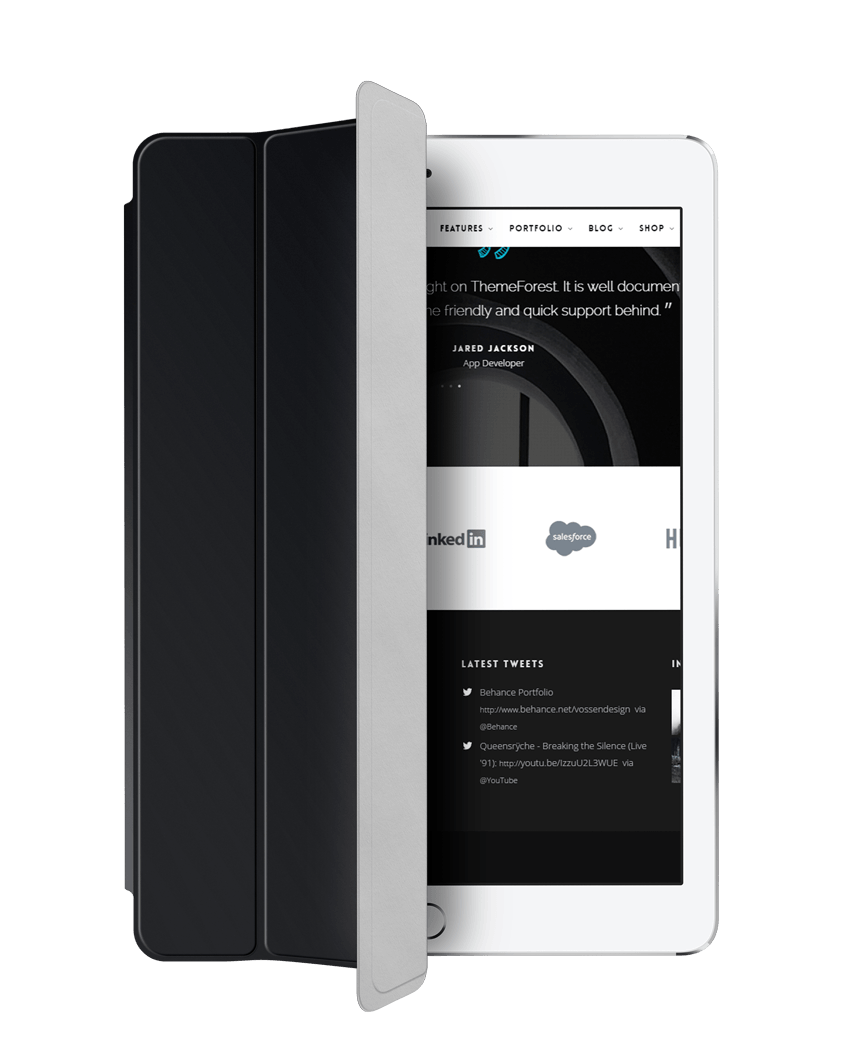 FEATURES PORTFOLIO BLOG SHOP
ght on ThemeForest. It is well documen
ne friendly and quick support behind. "
JARED JACKSON
App Developer
nked in
salesforce
H
LATEST TWEETS
IN
Behance Portfolio
http://www.behance.net/vossendesign via
@Behance
Queensrÿche - Breaking the Silence (Live
'91): http://youtu.be/IzzuU2L3WUE via
@YouTube